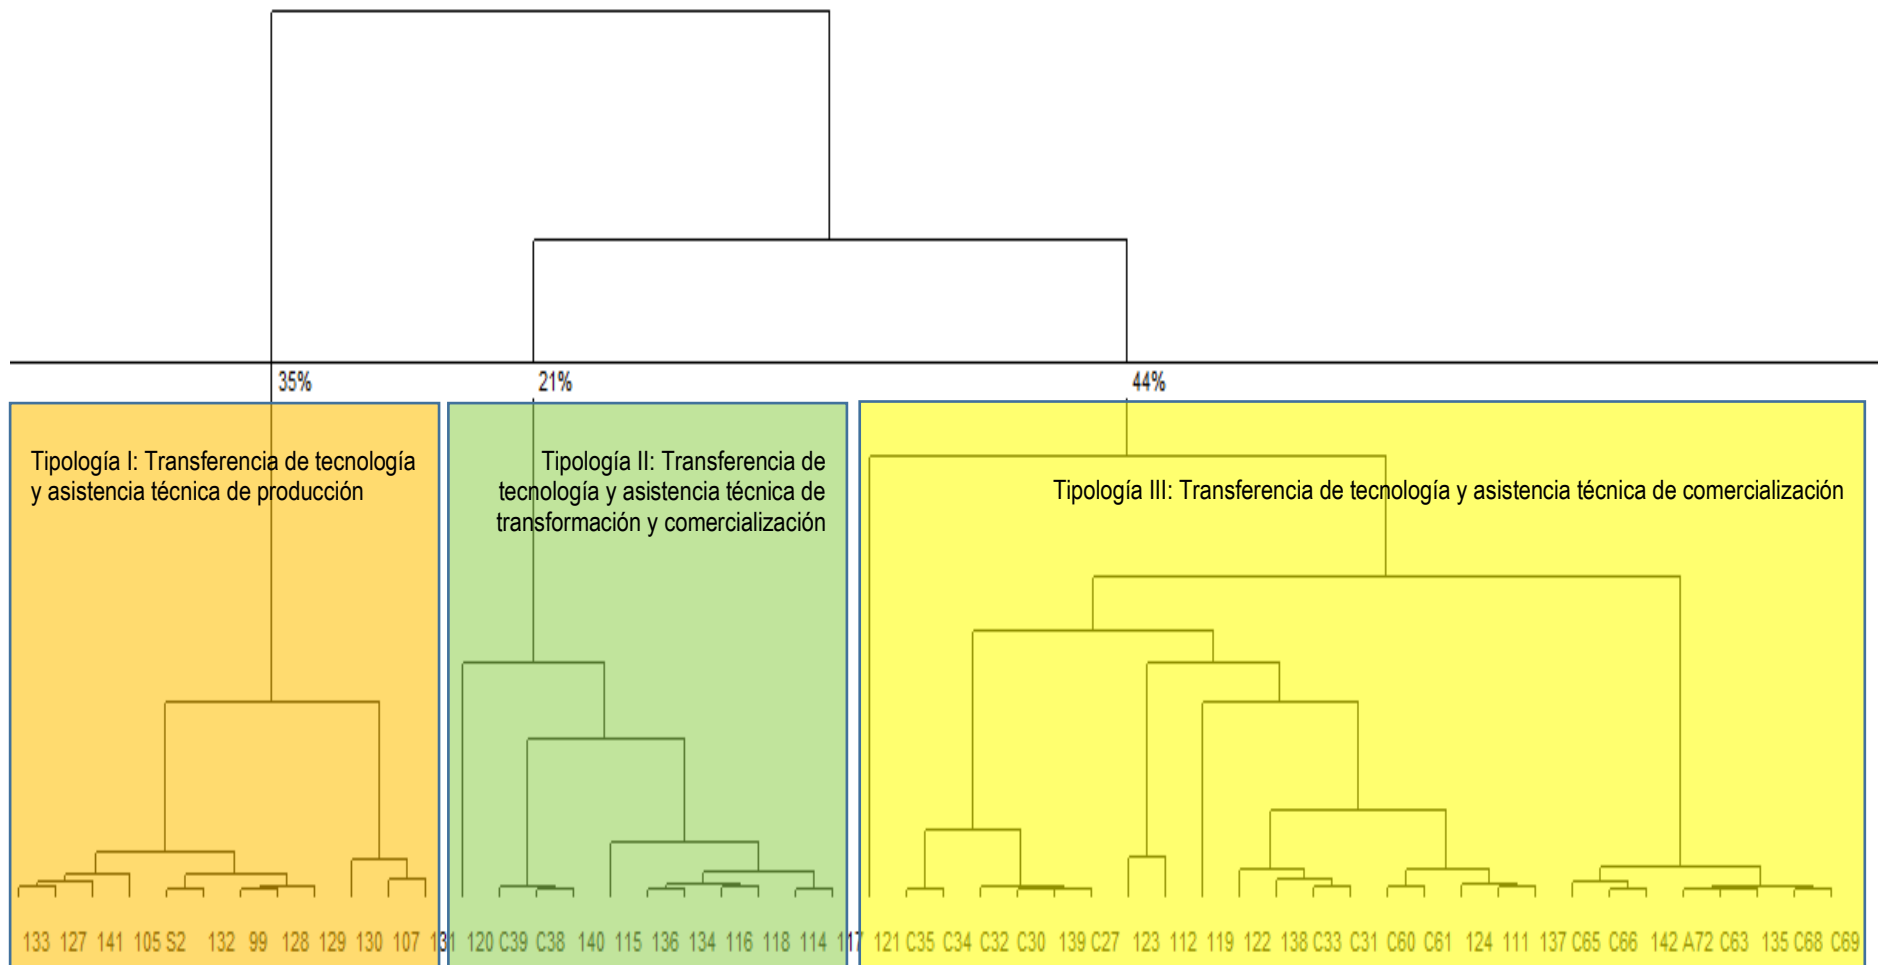 35%
21%
44%
Tipología I: Transferencia de tecnología
y asistencia técnica de producción
Tipología II: Transferencia de
tecnología y asistencia técnica de
transformación y comercialización
Tipología III: Transferencia de tecnología y asistencia técnica de comercialización
133 127 141 105 S2 132 99 128 129 130 107 131 120 C39 C38 140 115 136 134 116 118 114 117 121 C35 C34 C32 C30 139 C27 123 112 119 122 138 C33 C31 C60 C61 124 111 137 C65 C66 142 A72 C63 135 C68 C69